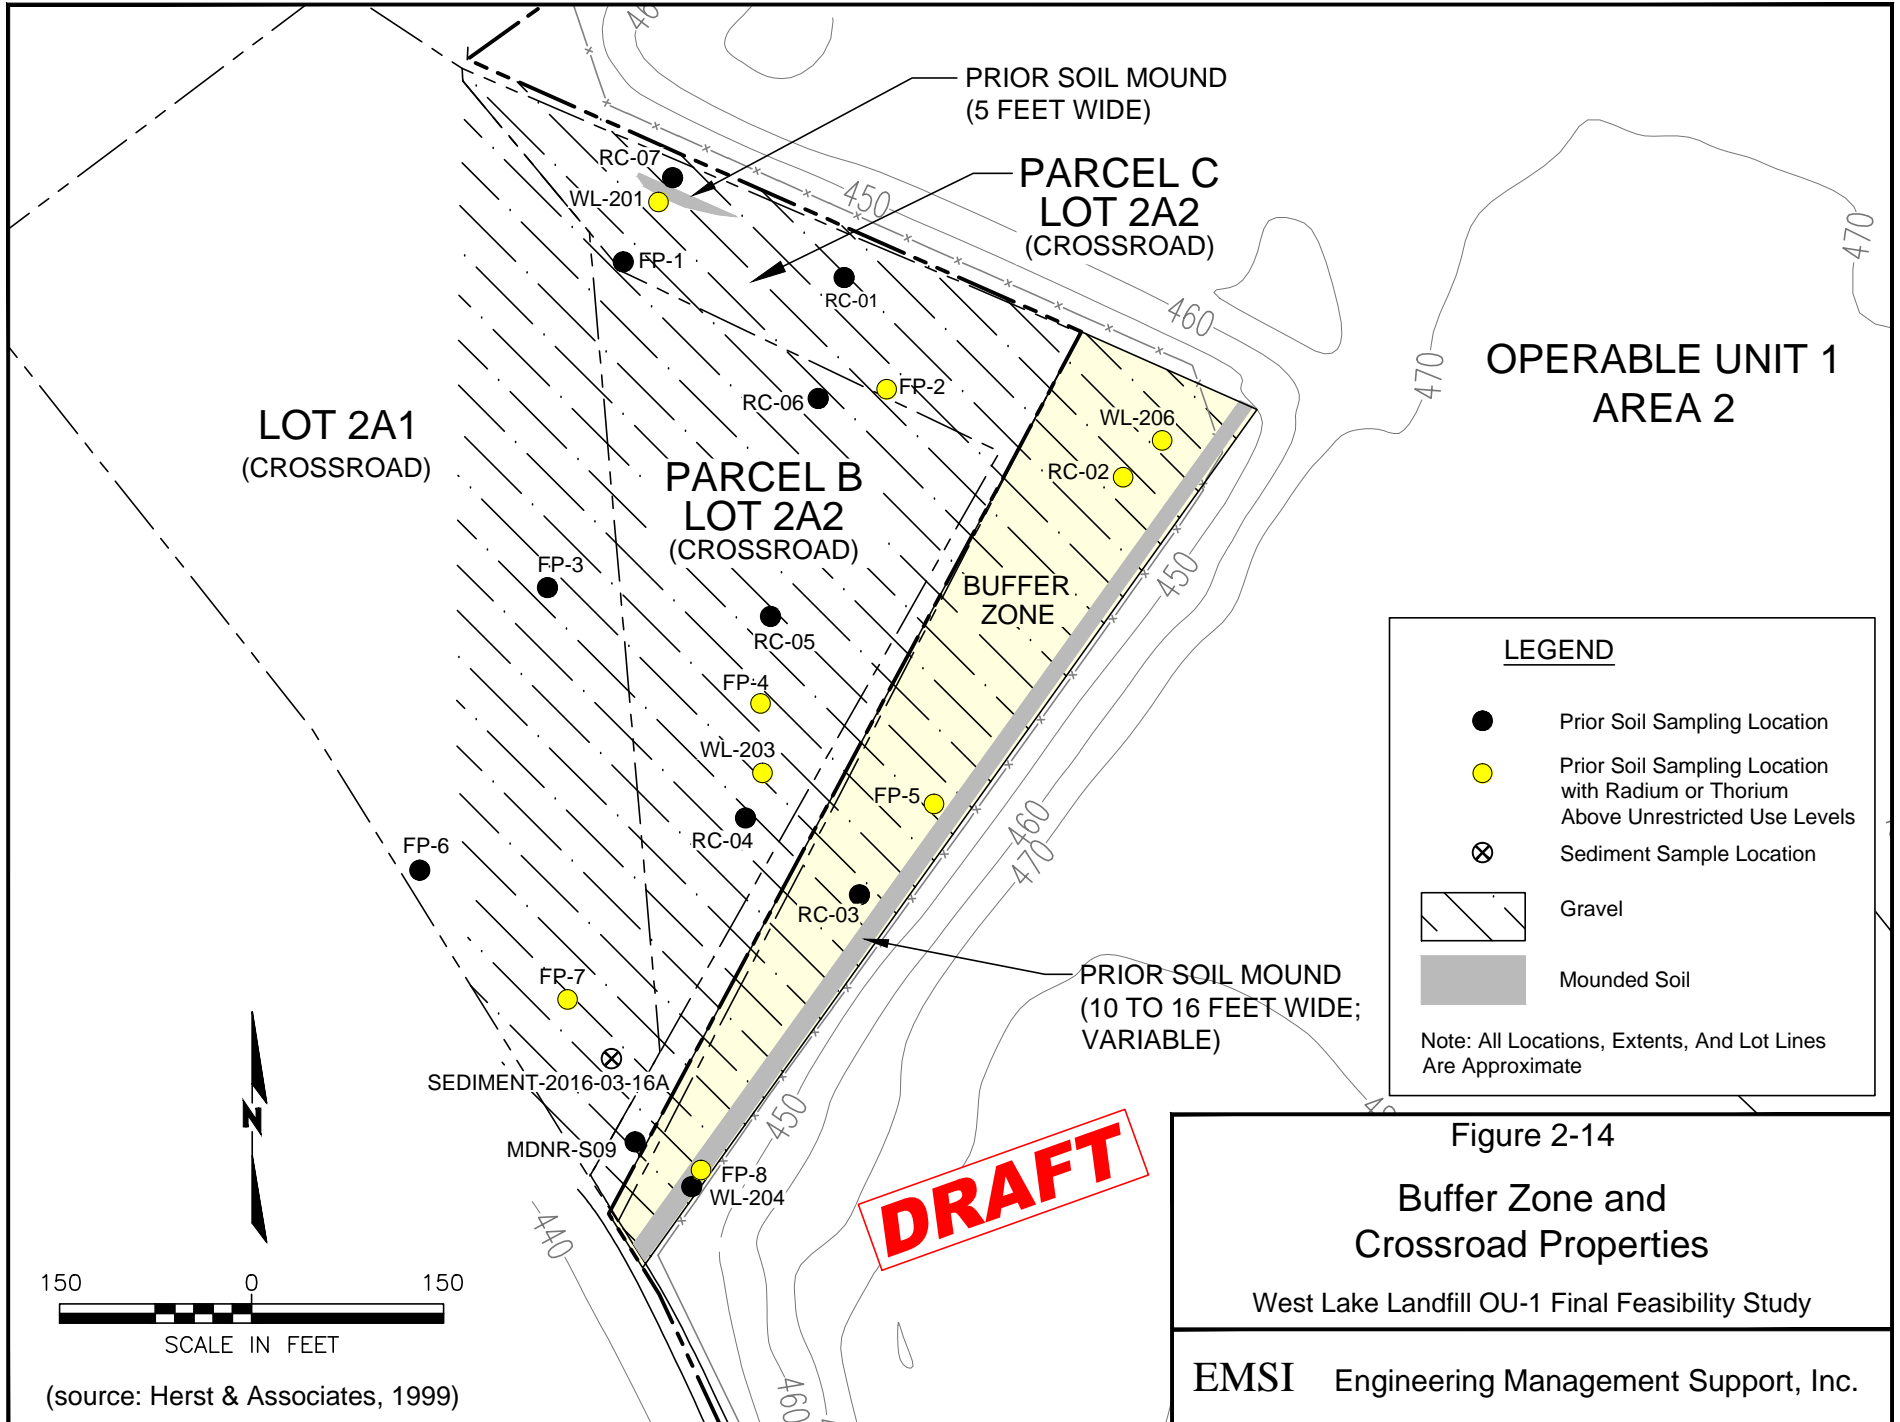 PRIOR SOIL MOUND
(5 FEET WIDE)
PARCEL C
LOT 2A2
(CROSSROAD)
RC-07
WL-201
FP-1
RC-01
450
460
470
470
OPERABLE UNIT 1
AREA 2
LOT 2A1
(CROSSROAD)
RC-06
FP-2
PARCEL B
LOT 2A2
(CROSSROAD)
WL-206
RC-02
BUFFER
ZONE
450
FP-3
RC-05
FP-4
WL-203
RC-04
FP-5
460
470
FP-6
RC-03
PRIOR SOIL MOUND
(10 TO 16 FEET WIDE;
VARIABLE)
FP-7
SEDIMENT-2016-03-16A
MDNR-S09
FP-8
WL-204
450
440
460
LEGEND
Prior Soil Sampling Location
Prior Soil Sampling Location
with Radium or Thorium
Above Unrestricted Use Levels
Sediment Sample Location
Gravel
Mounded Soil
Note: All Locations, Extents, And Lot Lines
Are Approximate
N
DRAFT
150 0 150
SCALE IN FEET
(source: Herst & Associates, 1999)
Figure 2-14
Buffer Zone and
Crossroad Properties
West Lake Landfill OU-1 Final Feasibility Study
EMSI Engineering Management Support, Inc.